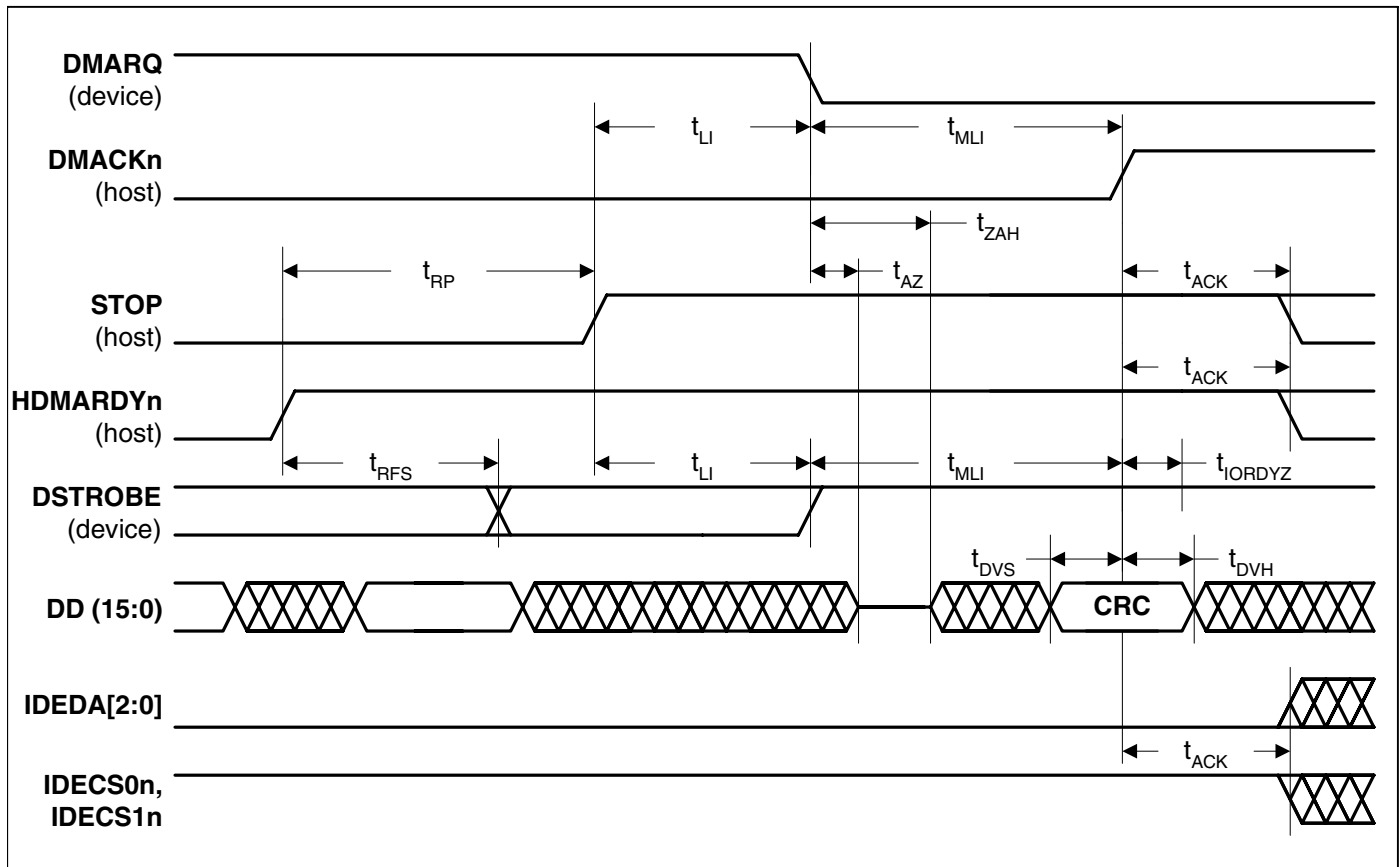 DMARQ
(device)
t_LI
t_MLI
DMACKn
(host)
t_ZAH
t_RP
t_AZ
t_ACK
STOP
(host)
t_ACK
HDMARDYn
(host)
t_RFS
t_LI
t_MLI
t_IORDYZ
DSTROBE
(device)
t_DVS
t_DVH
DD (15:0)
CRC
IDEDA[2:0]
t_ACK
IDECS0n,
IDECS1n